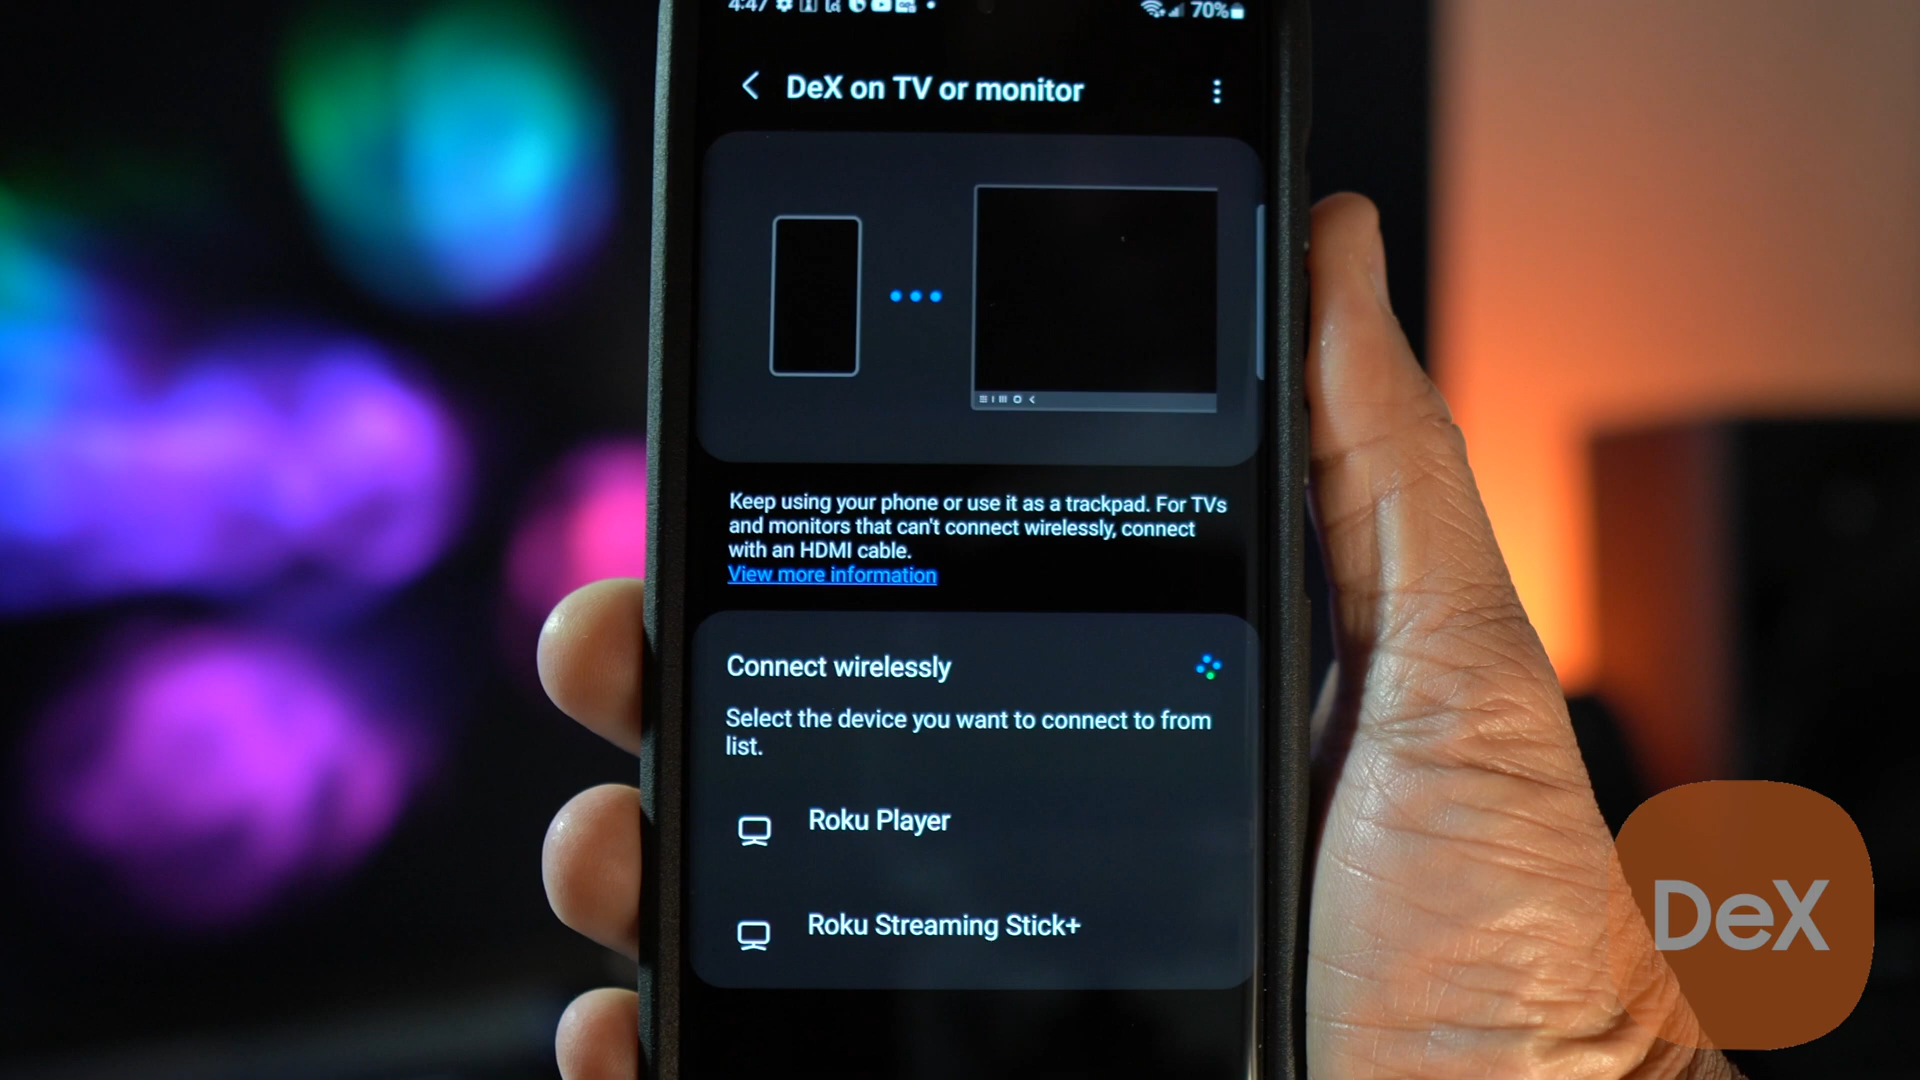 4:47 70%
DeX on TV or monitor
Keep using your phone or use it as a trackpad. For TVs
and monitors that can't connect wirelessly, connect
with an HDMI cable.
View more information
Connect wirelessly
Select the device you want to connect to from
list.
Roku Player
Roku Streaming Stick+
DeX